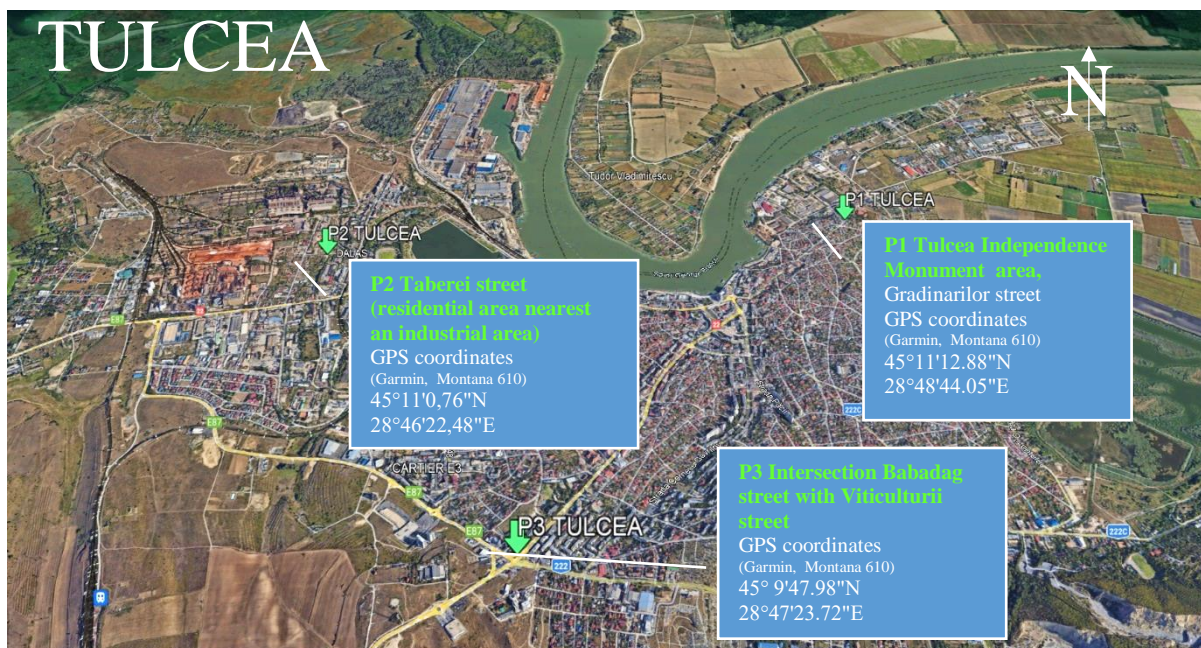 TULCEA
N
Tudor Vladimirescu
P1 TULCEA
P2 TULCEA
DALAS
P1 Tulcea Independence
Monument area,
Gradinarilor street
GPS coordinates
(Garmin, Montana 610)
45°11'12.88"N
28°48'44.05"E
P2 Taberei street
(residential area nearest
an industrial area)
GPS coordinates
(Garmin, Montana 610)
45°11'0,76"N
28°46'22,48"E
E87
22
22
222C
E87
CARTIER E3
E87
E87
P3 TULCEA
222
222C
P3 Intersection Babadag
street with Viticulturii
street
GPS coordinates
(Garmin, Montana 610)
45° 9'47.98"N
28°47'23.72"E